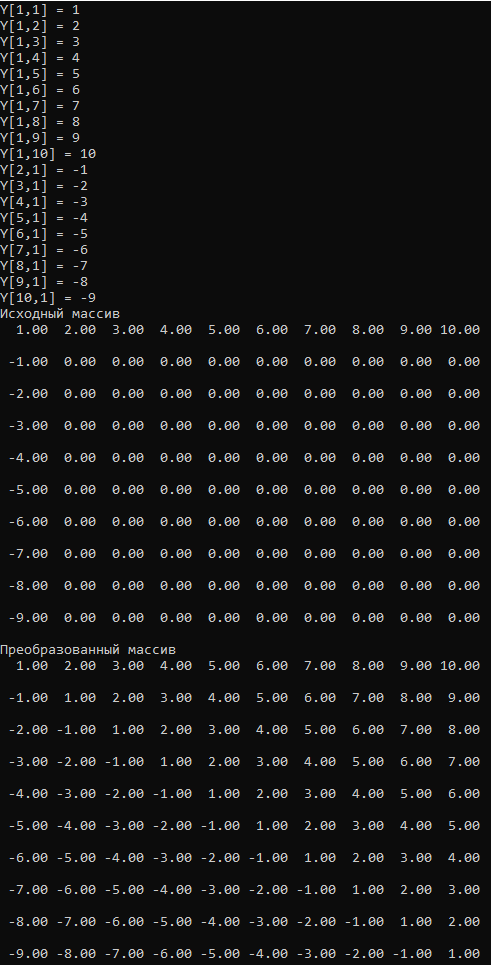 Y[1,1] = 1
Y[1,2] = 2
Y[1,3] = 3
Y[1,4] = 4
Y[1,5] = 5
Y[1,6] = 6
Y[1,7] = 7
Y[1,8] = 8
Y[1,9] = 9
Y[1,10] = 10
Y[2,1] = -1
Y[3,1] = -2
Y[4,1] = -3
Y[5,1] = -4
Y[6,1] = -5
Y[7,1] = -6
Y[8,1] = -7
Y[9,1] = -8
Y[10,1] = -9
Исходный массив
1.00 2.00 3.00 4.00 5.00 6.00 7.00 8.00 9.00 10.00
-1.00 0.00 0.00 0.00 0.00 0.00 0.00 0.00 0.00 0.00
-2.00 0.00 0.00 0.00 0.00 0.00 0.00 0.00 0.00 0.00
-3.00 0.00 0.00 0.00 0.00 0.00 0.00 0.00 0.00 0.00
-4.00 0.00 0.00 0.00 0.00 0.00 0.00 0.00 0.00 0.00
-5.00 0.00 0.00 0.00 0.00 0.00 0.00 0.00 0.00 0.00
-6.00 0.00 0.00 0.00 0.00 0.00 0.00 0.00 0.00 0.00
-7.00 0.00 0.00 0.00 0.00 0.00 0.00 0.00 0.00 0.00
-8.00 0.00 0.00 0.00 0.00 0.00 0.00 0.00 0.00 0.00
-9.00 0.00 0.00 0.00 0.00 0.00 0.00 0.00 0.00 0.00
Преобразованный массив
1.00 2.00 3.00 4.00 5.00 6.00 7.00 8.00 9.00 10.00
-1.00 1.00 2.00 3.00 4.00 5.00 6.00 7.00 8.00 9.00
-2.00 -1.00 1.00 2.00 3.00 4.00 5.00 6.00 7.00 8.00
-3.00 -2.00 -1.00 1.00 2.00 3.00 4.00 5.00 6.00 7.00
-4.00 -3.00 -2.00 -1.00 1.00 2.00 3.00 4.00 5.00 6.00
-5.00 -4.00 -3.00 -2.00 -1.00 1.00 2.00 3.00 4.00 5.00
-6.00 -5.00 -4.00 -3.00 -2.00 -1.00 1.00 2.00 3.00 4.00
-7.00 -6.00 -5.00 -4.00 -3.00 -2.00 -1.00 1.00 2.00 3.00
-8.00 -7.00 -6.00 -5.00 -4.00 -3.00 -2.00 -1.00 1.00 2.00
-9.00 -8.00 -7.00 -6.00 -5.00 -4.00 -3.00 -2.00 -1.00 1.00